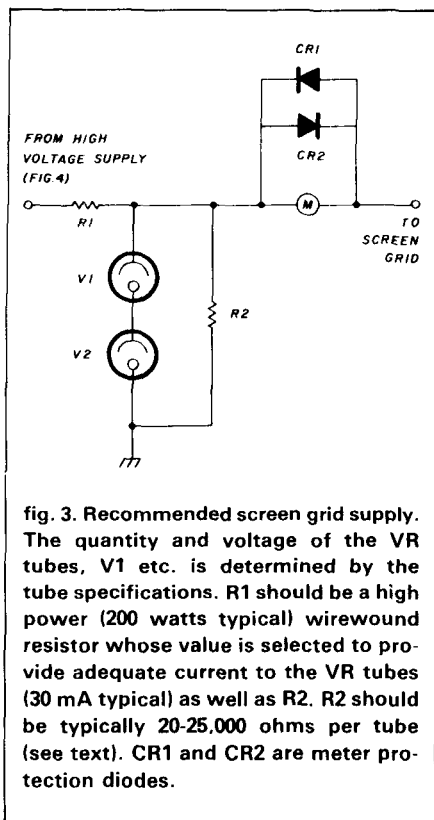 CR1
FROM HIGH
VOLTAGE SUPPLY
(FIG.4)
CR2
R1
M
TO
SCREEN
GRID
V1
R2
V2
fig. 3. Recommended screen grid supply.
The quantity and voltage of the VR
tubes, V1 etc. is determined by the
tube specifications. R1 should be a high
power (200 watts typical) wirewound
resistor whose value is selected to pro-
vide adequate current to the VR tubes
(30 mA typical) as well as R2. R2 should
be typically 20-25,000 ohms per tube
(see text). CR1 and CR2 are meter pro-
tection diodes.